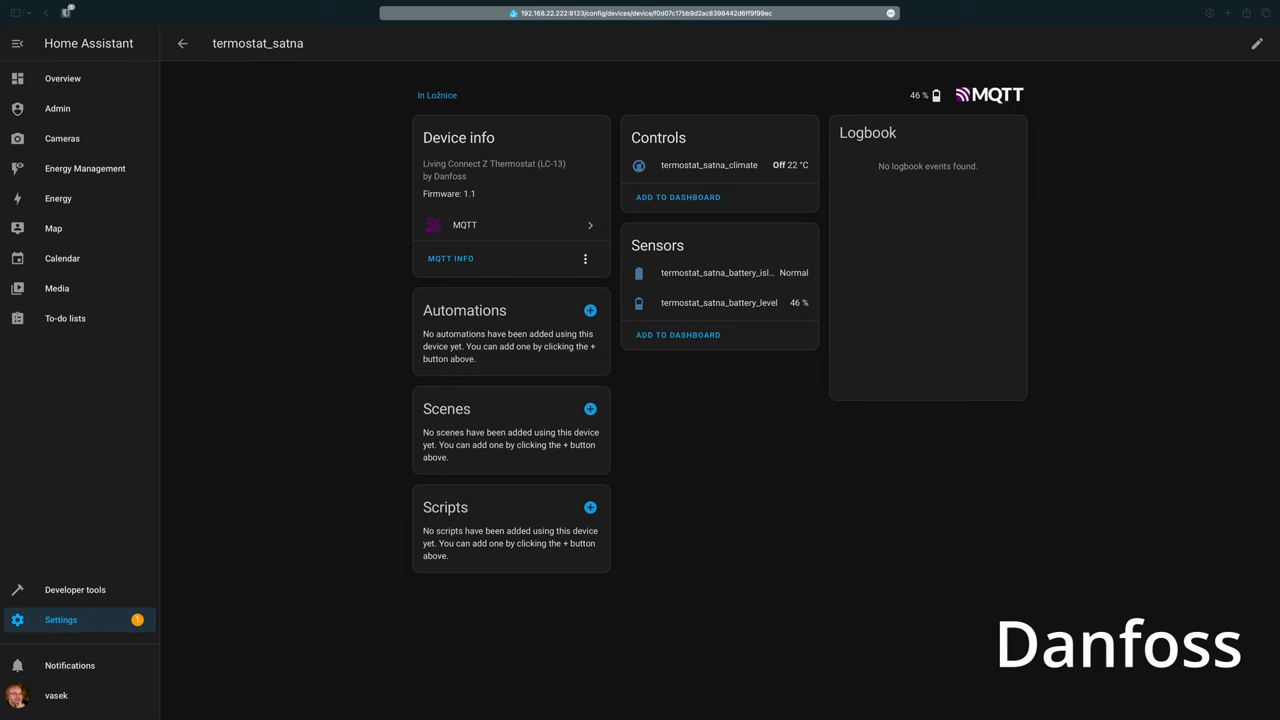 192.168.22.222:8123/config/devices/device/f0d07c17bb9d2ac8398442d6ff9f99ec
Home Assistant
termostat_satna
Overview
Admin
Cameras
Energy Management
Energy
Map
Calendar
Media
To-do lists
Developer tools
Settings
1
Notifications
vasek
In Ložnice
46 %
MQTT
Device info
Living Connect Z Thermostat (LC-13)
by Danfoss
Firmware: 1.1
MQTT
MQTT INFO
Automations
No automations have been added using this
device yet. You can add one by clicking the +
button above.
Scenes
No scenes have been added using this device
yet. You can add one by clicking the + button
above.
Scripts
No scripts have been added using this device
yet. You can add one by clicking the + button
above.
Controls
termostat_satna_climate Off 22 °C
ADD TO DASHBOARD
Sensors
termostat_satna_battery_isl... Normal
termostat_satna_battery_level 46 %
ADD TO DASHBOARD
Logbook
No logbook events found.
Danfoss